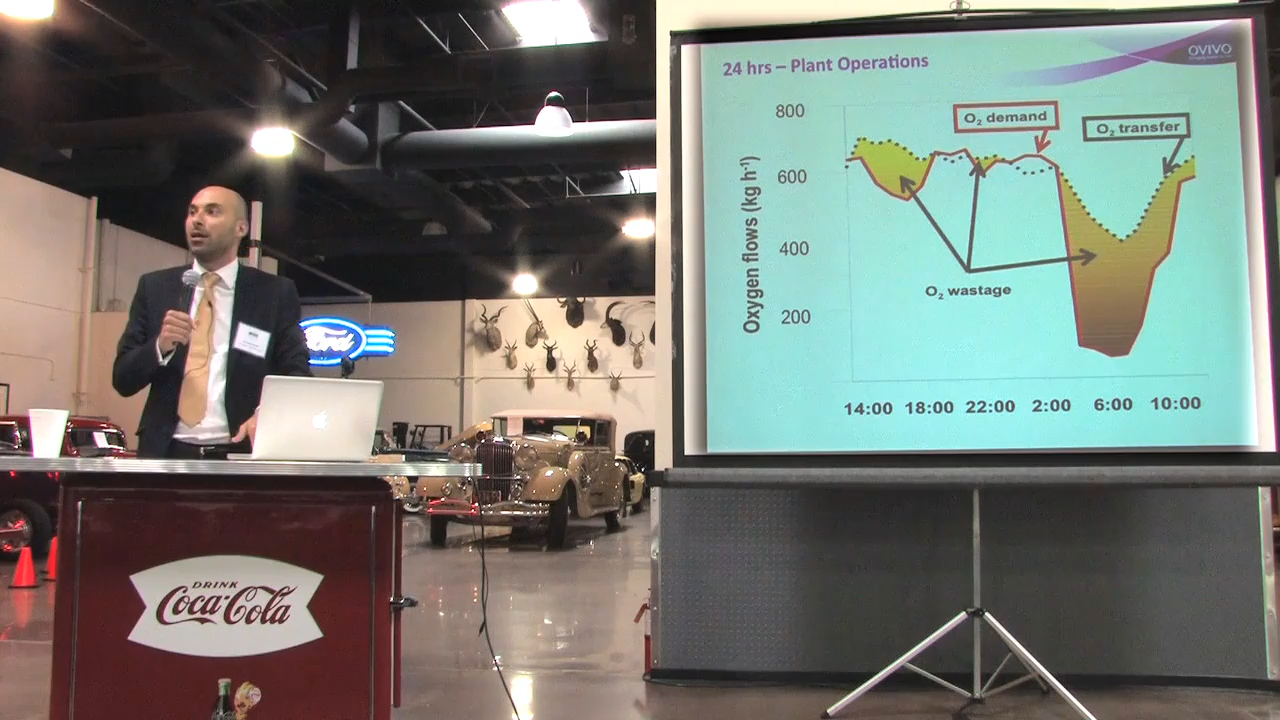 24 hrs – Plant Operations
OVIVO
800
O₂ demand
O₂ transfer
600
Oxygen flows (kg h⁻¹)
400
O₂ wastage
200
14:00 18:00 22:00 2:00 6:00 10:00
Ford
DRINK
Coca-Cola